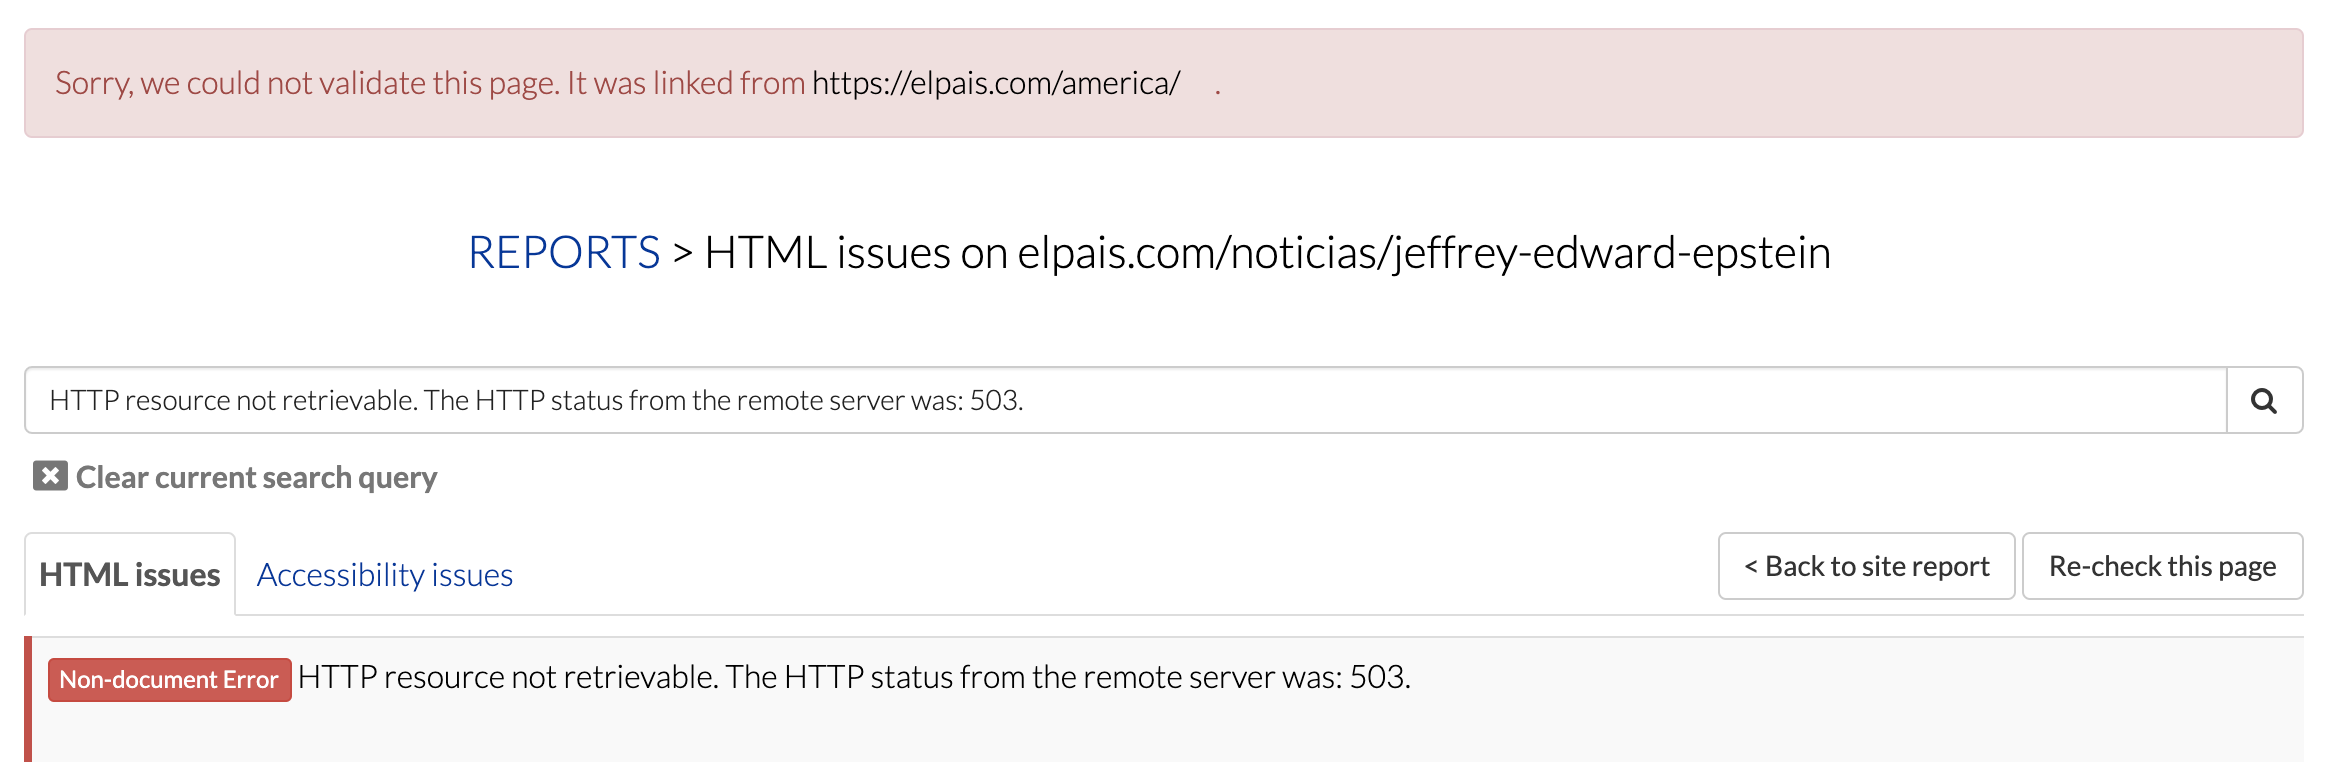 Sorry, we could not validate this page. It was linked from https://elpais.com/america/ .
REPORTS > HTML issues on elpais.com/noticias/jeffrey-edward-epstein
HTTP resource not retrievable. The HTTP status from the remote server was: 503.
Clear current search query
HTML issues Accessibility issues < Back to site report Re-check this page
Non-document Error HTTP resource not retrievable. The HTTP status from the remote server was: 503.